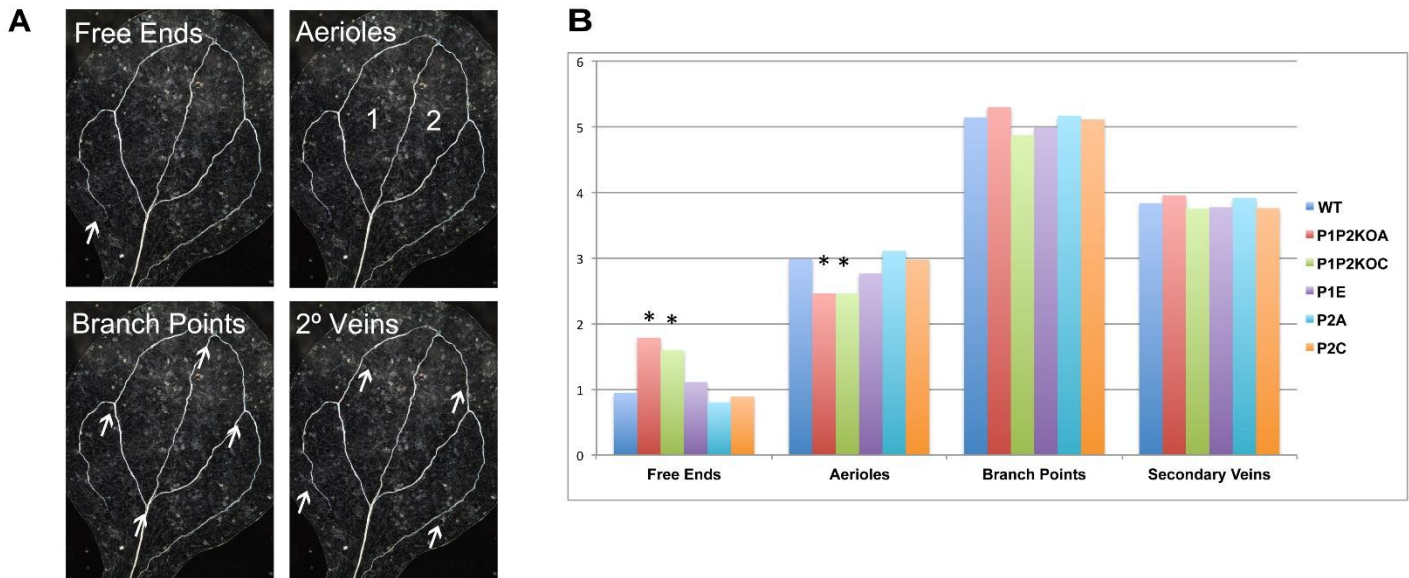 A
Free Ends
Aerioles
1 2
Branch Points
2º Veins
B
6
5
4
3
2
1
0
* *
* *
Free Ends
Aerioles
Branch Points
Secondary Veins
WT
P1P2KOA
P1P2KOC
P1E
P2A
P2C